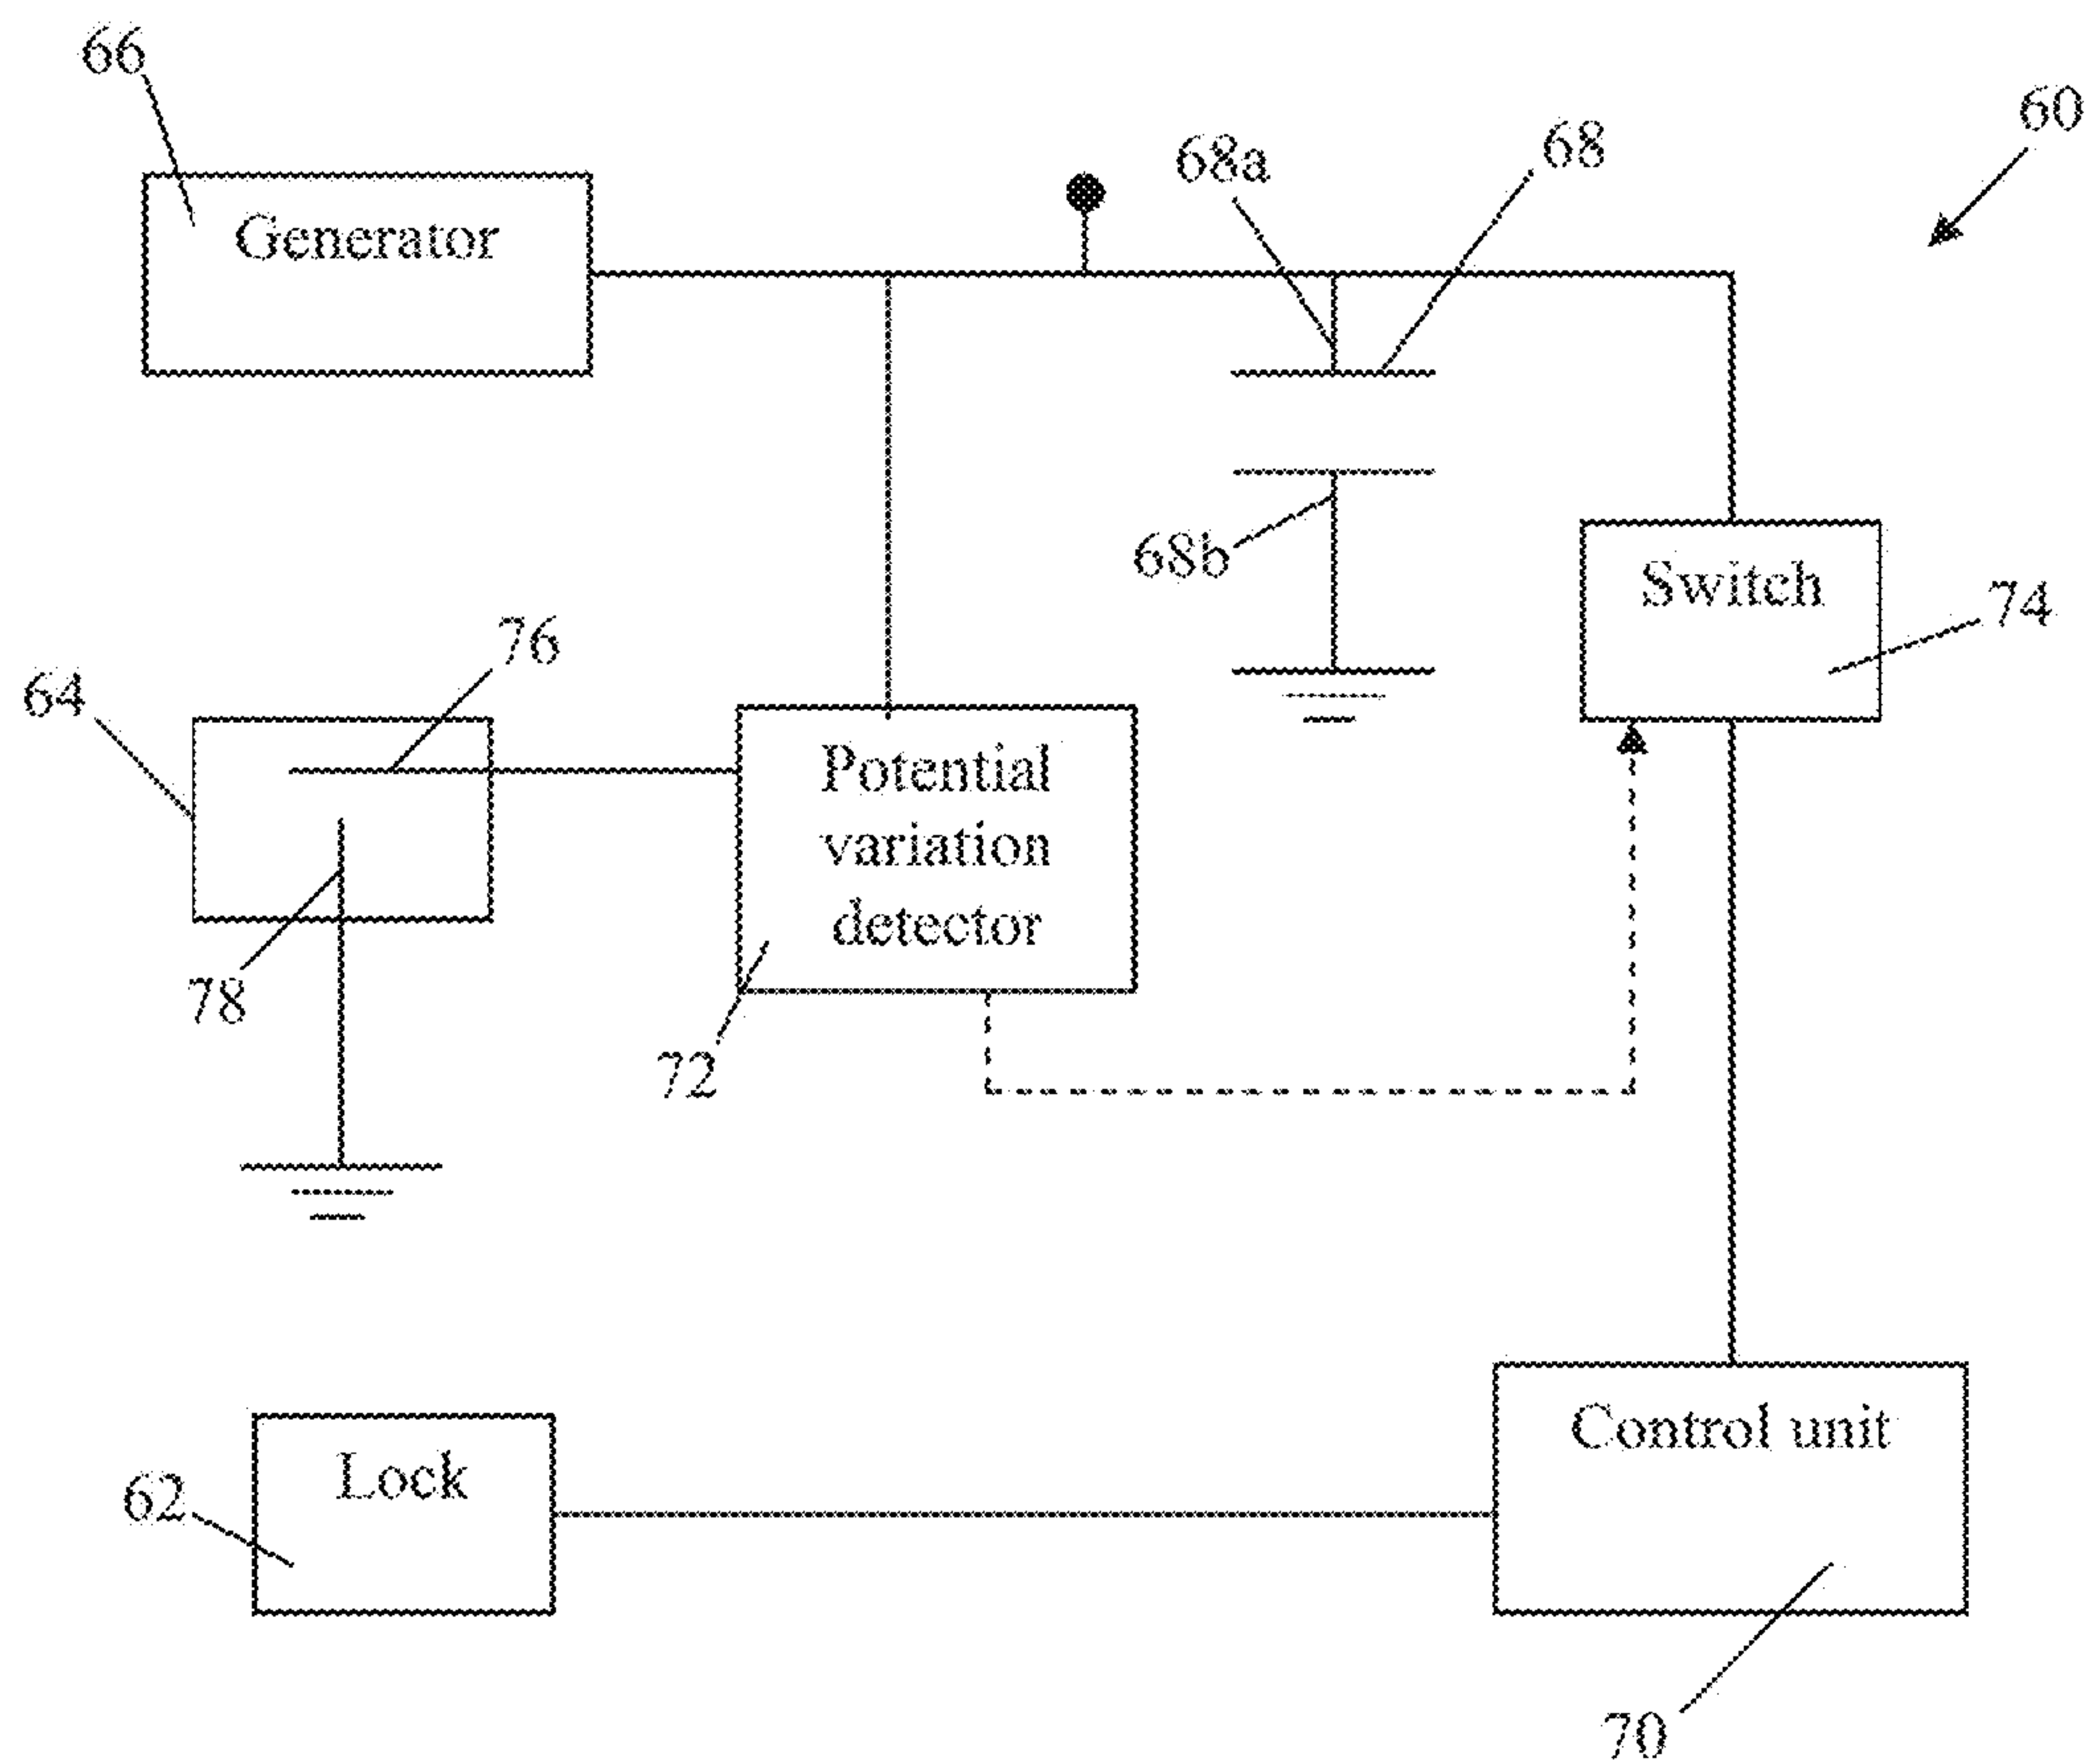 66
60
68a
68
Generator
68b
Switch
74
76
64
Potential
variation
detector
78
72
Control unit
Lock
62
70